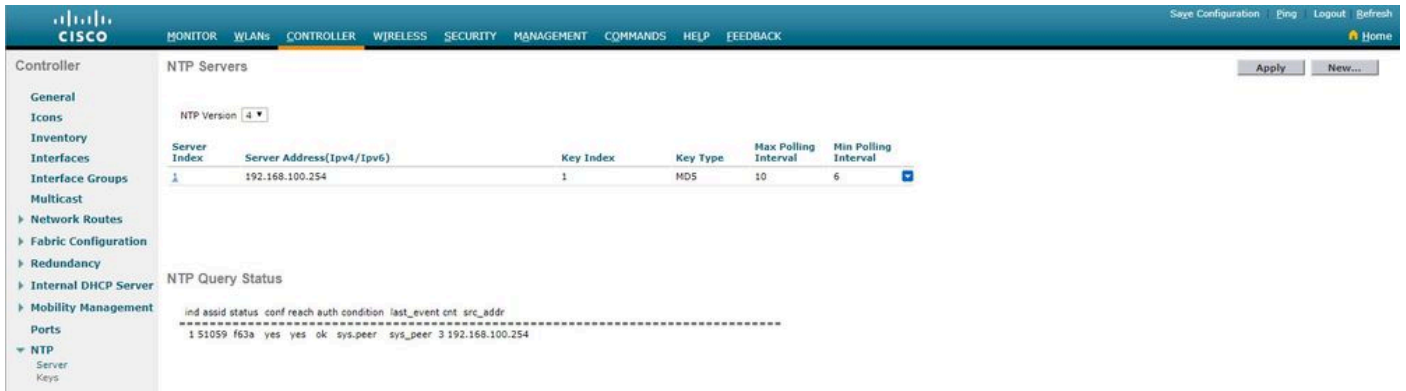 Save Configuration Ping Logout Refresh
CISCO MONITOR WLANs CONTROLLER WIRELESS SECURITY MANAGEMENT COMMANDS HELP FEEDBACK Home
Controller
General
Icons
Inventory
Interfaces
Interface Groups
Multicast
Network Routes
Fabric Configuration
Redundancy
Internal DHCP Server
Mobility Management
Ports
NTP
Server
Keys
NTP Servers Apply New...
NTP Version 4
Server Index Server Address(Ipv4/Ipv6) Key Index Key Type Max Polling Interval Min Polling Interval
1 192.168.100.254 1 MD5 10 6
NTP Query Status
ind assid status conf reach auth condition last_event cnt src_addr
===============================================================
1 51059 f63a yes yes ok sys.peer sys_peer 3 192.168.100.254